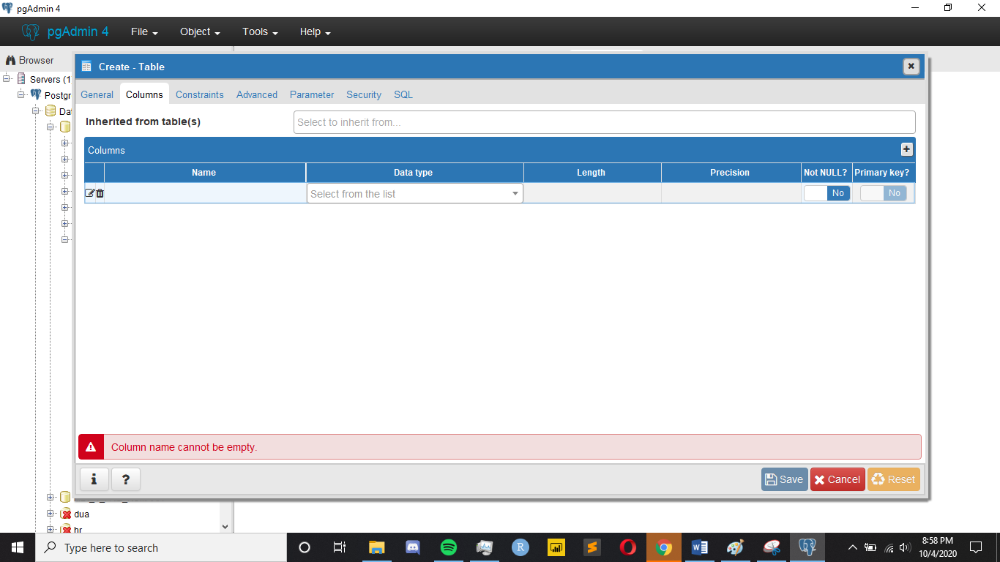 pgAdmin 4
pgAdmin 4 File Object Tools Help
Browser
Servers (1
Postgr
Dat
Create - Table
General Columns Constraints Advanced Parameter Security SQL
Inherited from table(s) Select to inherit from...
Columns
Name Data type Length Precision Not NULL? Primary key?
Select from the list No No
Column name cannot be empty.
i ? Save Cancel Reset
dua
hr
Type here to search
8:58 PM
10/4/2020